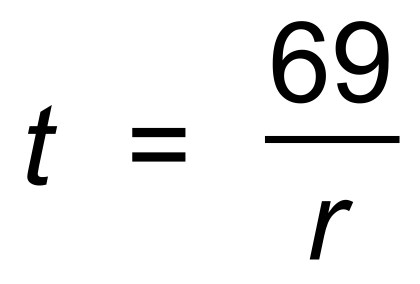 t = 69/r